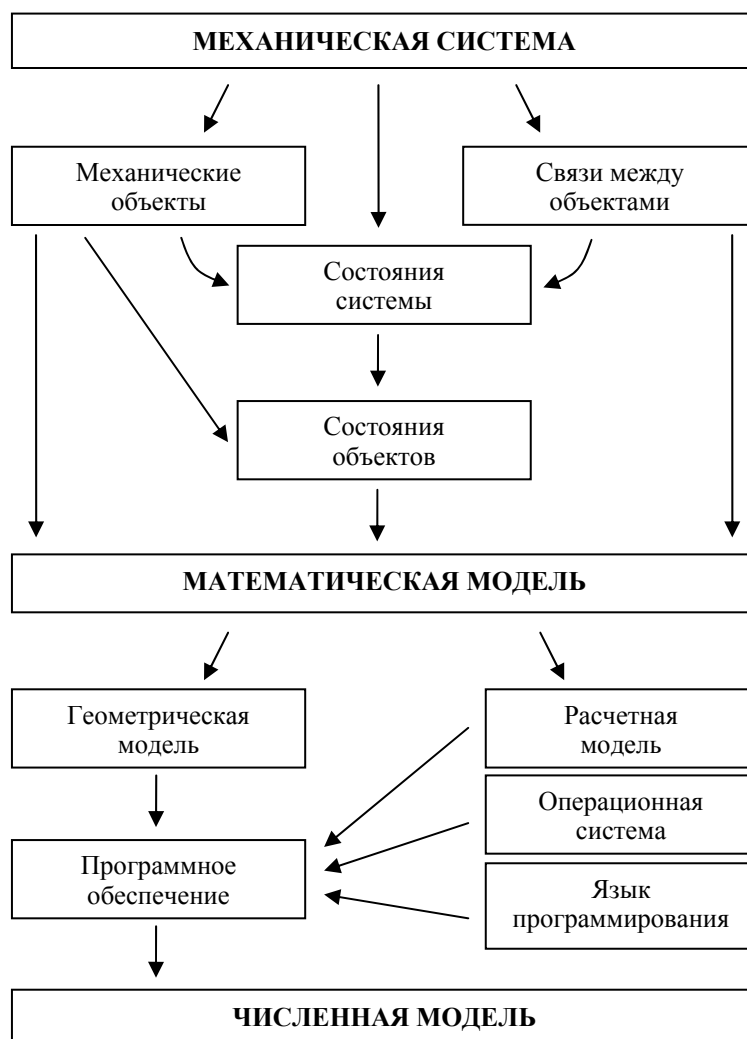 МЕХАНИЧЕСКАЯ СИСТЕМА
Механические
объекты
Связи между
объектами
Состояния
системы
Состояния
объектов
МАТЕМАТИЧЕСКАЯ МОДЕЛЬ
Геометрическая
модель
Расчетная
модель
Операционная
система
Программное
обеспечение
Язык
программирования
ЧИСЛЕННАЯ МОДЕЛЬ